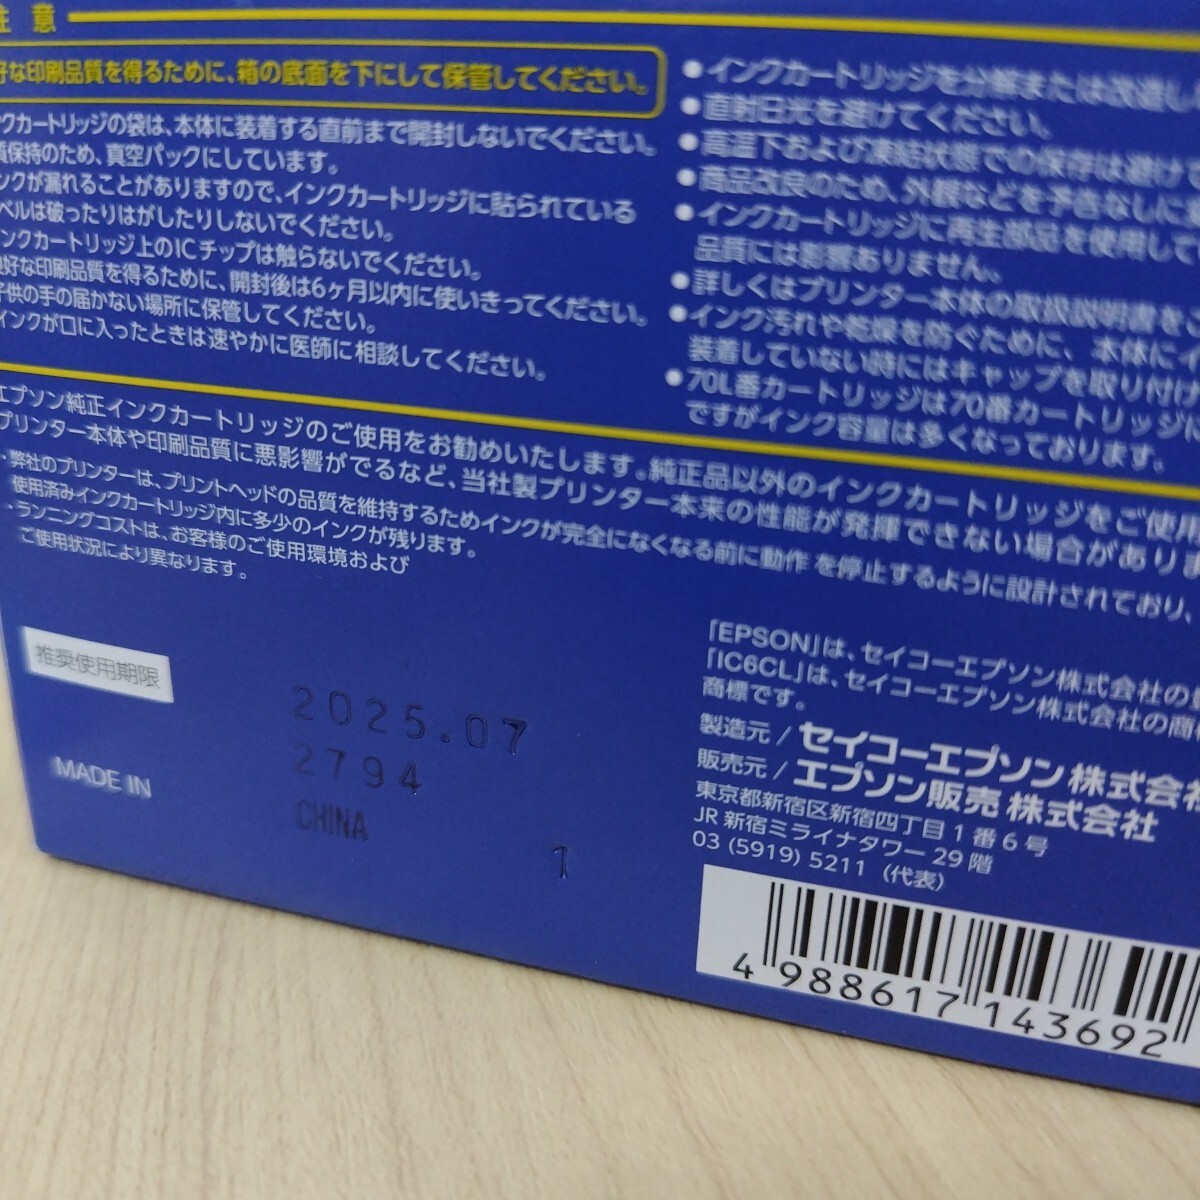 注 意
好な印刷品質を得るために、箱の底面を下にして保管してください。
ンクカートリッジの袋は、本体に装着する直前まで開封しないでください。
質保持のため、真空パックにしています。
ンクが漏れることがありますので、インクカートリッジに貼られている
ベルは破ったりはがしたりしないでください。
インクカートリッジ上のICチップは触らないでください。
良好な印刷品質を得るために、開封後は6ヶ月以内に使いきってください。
子供の手の届かない場所に保管してください。
インクが口に入ったときは速やかに医師に相談してください。
●インクカートリッジを分解または改造し
●直射日光を避けてください。
●高温下および凍結状態での保存は避けて
●商品改良のため、外観などを予告なしに
●インクカートリッジに再生部品を使用して
品質には影響ありません。
●詳しくはプリンター本体の取扱説明書を
●インク汚れや乾燥を防ぐために、本体に
装着していない時にはキャップを取り付け
●70L番カートリッジは70番カートリッジに
ですがインク容量は多くなっております。
エプソン純正インクカートリッジのご使用をお勧めいたします。純正品以外のインクカートリッジをご使用
プリンター本体や印刷品質に悪影響がでるなど、当社製プリンター本来の性能が発揮できない場合がありま
・弊社のプリンターは、プリントヘッドの品質を維持するためインクが完全になくなる前に動作を停止するように設計されており、
使用済みインクカートリッジ内に多少のインクが残ります。
・ランニングコストは、お客様のご使用環境および
ご使用状況により異なります。
推奨使用期限
2025.07
2794
MADE IN CHINA
1
「EPSON」は、セイコーエプソン株式会社の
「IC6CL」は、セイコーエプソン株式会社の商
商標です。
製造元 / セイコーエプソン 株式会社
販売元 / エプソン販売 株式会社
東京都新宿区新宿四丁目1番6号
JR 新宿ミライナタワー 29 階
03 (5919) 5211 (代表)
4 988617 143692